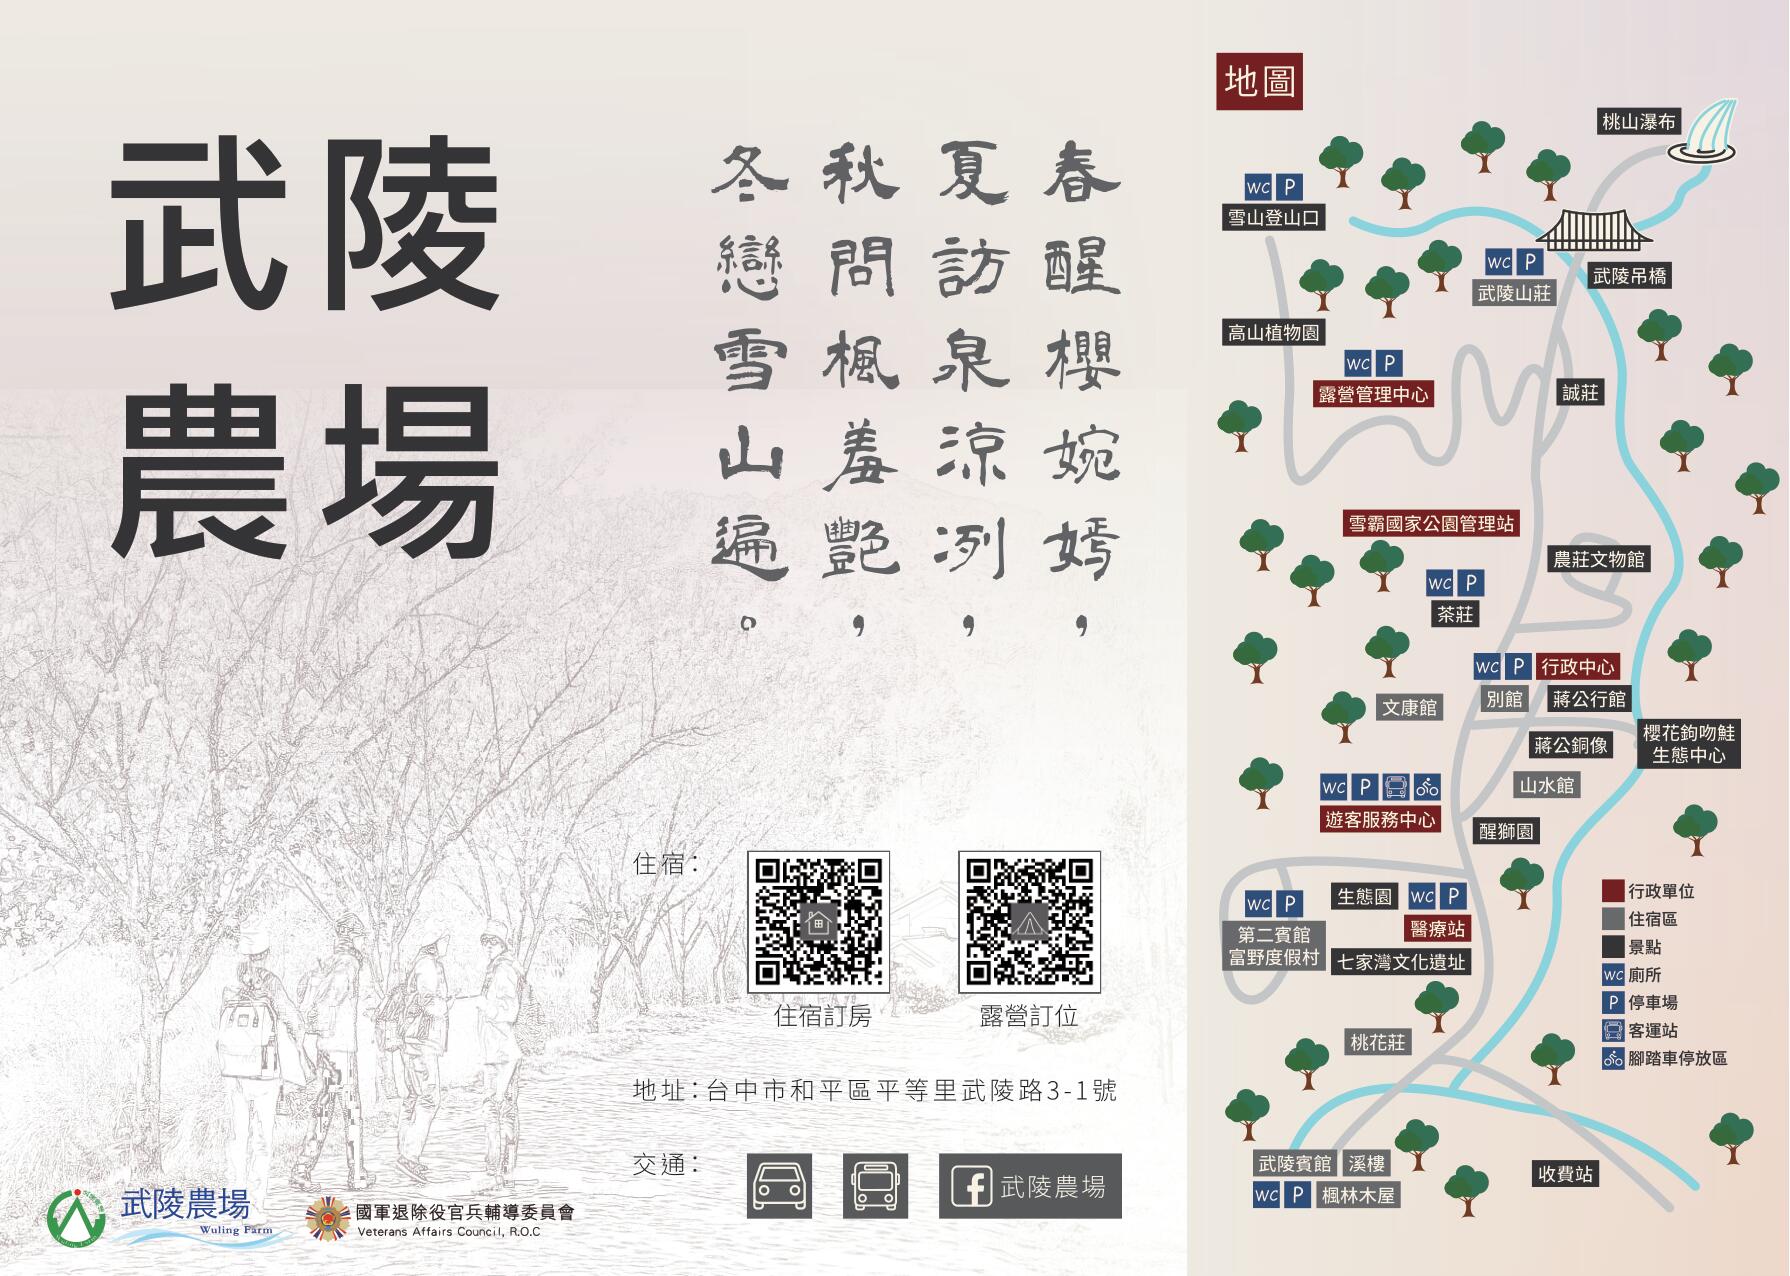 武陵
農場
春醒櫻婉嫣，
夏訪泉涼冽，
秋問楓羞艷，
冬戀雪山遍。
住宿：
住宿訂房
露營訂位
地址：台中市和平區平等里武陵路3-1號
交通：
武陵農場
武陵農場
Wuling Farm
國軍退除役官兵輔導委員會
Veterans Affairs Council, R.O.C
地圖
桃山瀑布
WC P
雪山登山口
武陵吊橋
WC P
武陵山莊
高山植物園
WC P
露營管理中心
誠莊
雪霸國家公園管理站
農莊文物館
WC P
茶莊
WC P 行政中心
別館 蔣公行館
文康館
櫻花鉤吻鮭
生態中心
蔣公銅像
山水館
WC P
遊客服務中心
醒獅園
WC P
第二賓館
富野度假村
生態園 WC P
醫療站
七家灣文化遺址
桃花莊
武陵賓館 溪樓
WC P 楓林木屋
收費站
行政單位
住宿區
景點
WC 廁所
P 停車場
客運站
腳踏車停放區